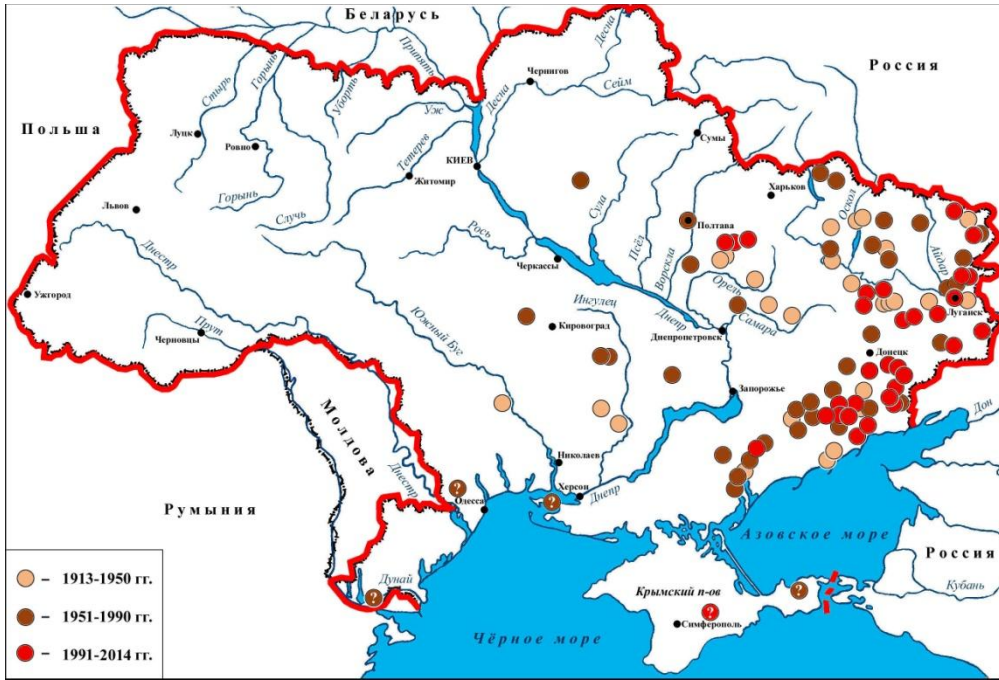 Беларусь
Десна
Припять
Горынь
Стырь
Уборть
Чернигов
Сейм
Россия
Десна
Уж
Польша
Луцк
Ровно
Тетерев
КИЕВ
Сумы
Житомир
Харьков
Оскол
Горынь
Львов
Случь
Сула
Псёл
Ворскла
Полтава
Рось
Днестр
Черкассы
Айдар
Орель
Ужгород
Ингулец
Луганск
Южный Буг
Кировоград
Самара
Прут
Черновцы
Днепр
Днепропетровск
Донецк
Запорожье
Молдова
Дон
Николаев
Днестр
?
Херсон
Днепр
Одесса
?
Румыния
Азовское море
Россия
1913-1950 гг.
Дунай
?
Крымский п-ов
?
Кубань
?
1951-1990 гг.
Симферополь
Чёрное море
1991-2014 гг.